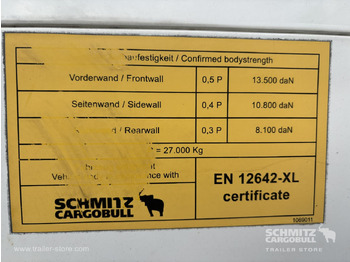 festigkeit / Confirmed bodystrength
Vorderwand / Frontwall 0,5 P 13.500 daN
Seitenwand / Sidewall 0,4 P 10.800 daN
/ Rearwall 0,3 P 8.100 daN
= 27.000 Kg
with
EN 12642-XL
certificate
SCHMITZ
CARGOBULL
1069011
www.
trailer-store.com
SCHMITZ
CARGOBULL
Trailer Store